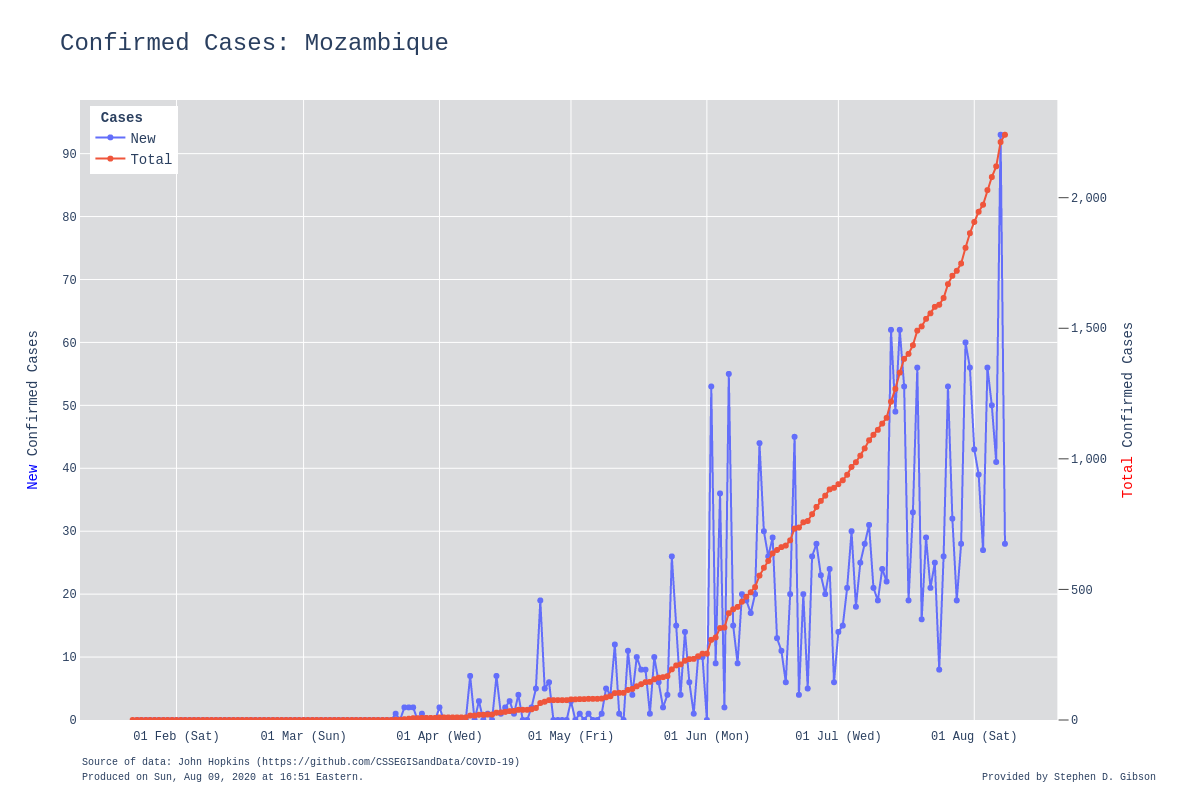 Confirmed Cases: Mozambique
Cases
New
Total
90
80
70
60
50
40
30
20
10
0
New Confirmed Cases
2,000
1,500
1,000
500
0
Total Confirmed Cases
01 Feb (Sat) 01 Mar (Sun) 01 Apr (Wed) 01 May (Fri) 01 Jun (Mon) 01 Jul (Wed) 01 Aug (Sat)
Source of data: John Hopkins (https://github.com/CSSEGISandData/COVID-19)
Produced on Sun, Aug 09, 2020 at 16:51 Eastern.
Provided by Stephen D. Gibson